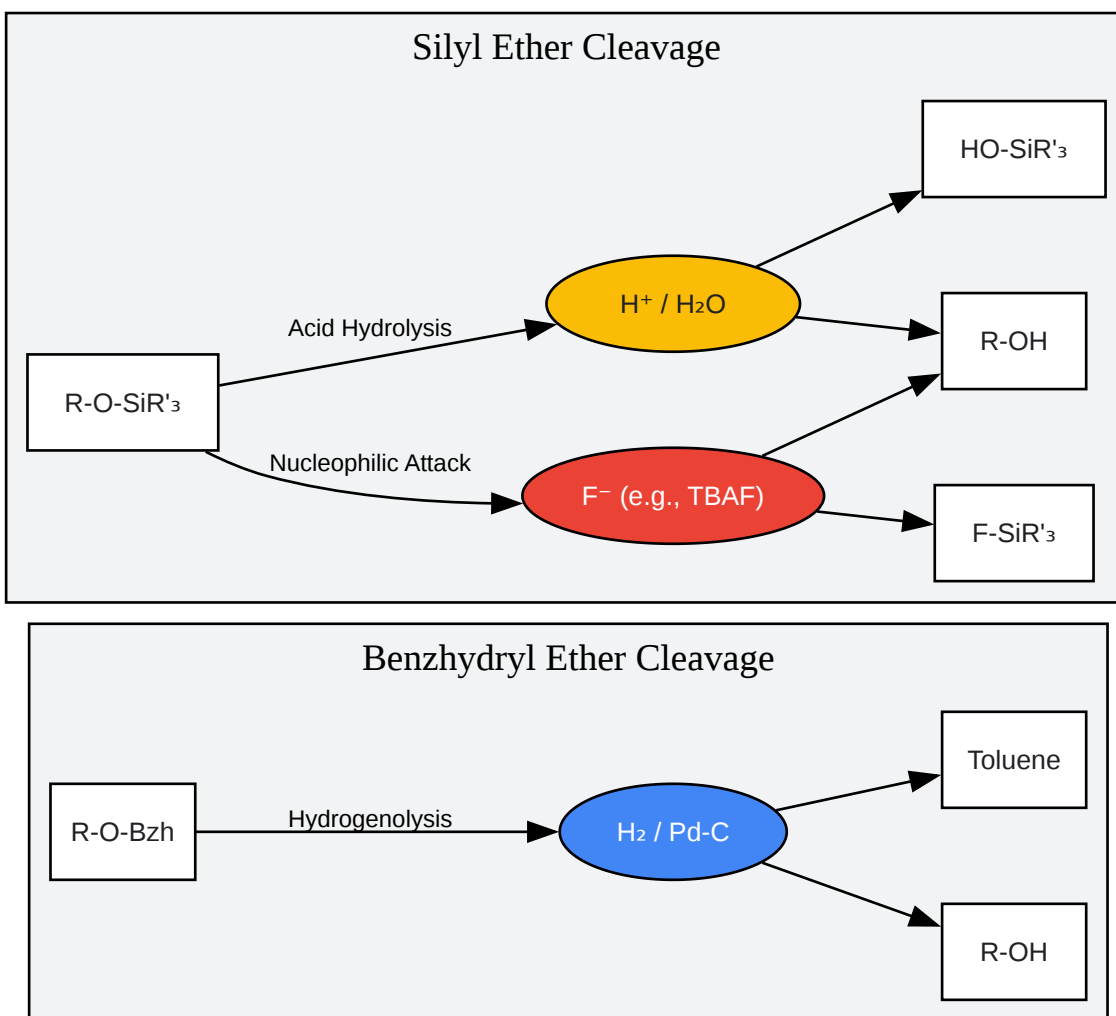 Silyl Ether Cleavage
HO-SiR'₃
H⁺ / H₂O
Acid Hydrolysis
R-OH
R-O-SiR'₃
Nucleophilic Attack
F⁻ (e.g., TBAF)
F-SiR'₃
Benzhydryl Ether Cleavage
Toluene
R-O-Bzh
Hydrogenolysis
H₂ / Pd-C
R-OH